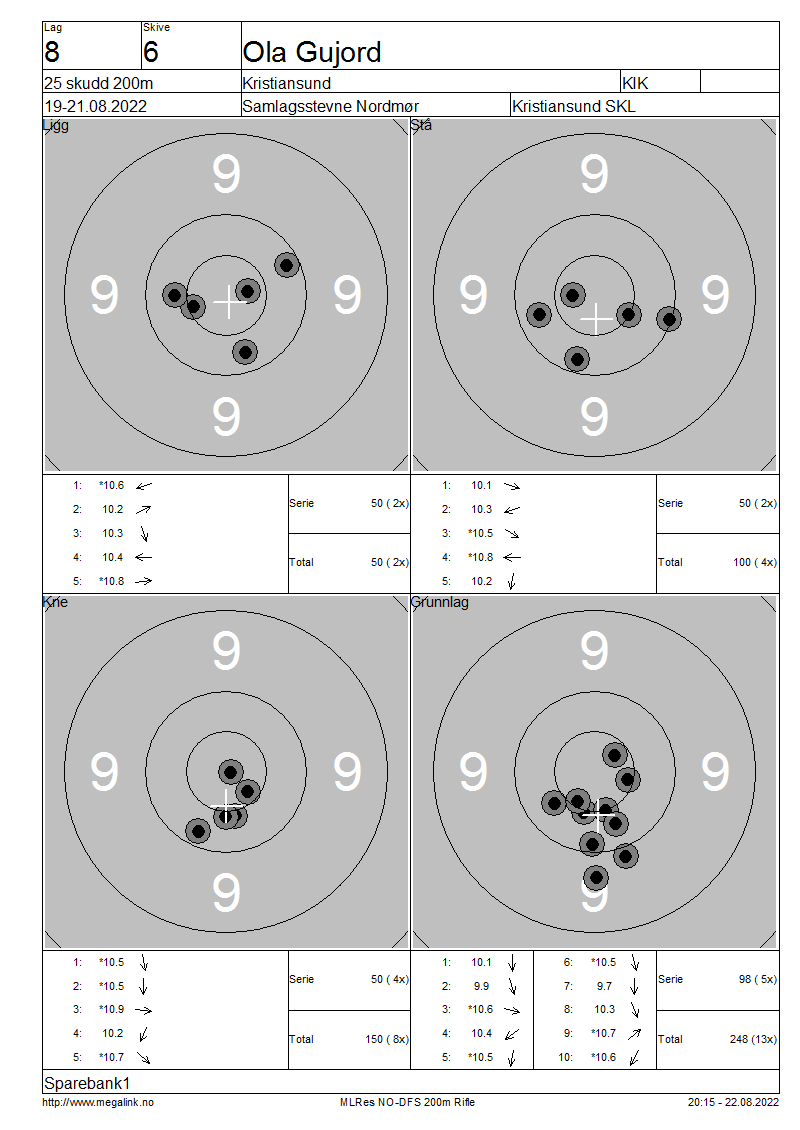 Lag Skive
8 6 Ola Gujord
25 skudd 200m Kristiansund KIK
19-21.08.2022 Samlagsstevne Nordmør Kristiansund SKL
Ligg
9
9 9
9
Stå
9
9 9
9
1: *10.6
2: 10.2
3: 10.3
4: 10.4
5: *10.8
Serie 50 ( 2x)
Total 50 ( 2x)
1: 10.1
2: 10.3
3: *10.5
4: *10.8
5: 10.2
Serie 50 ( 2x)
Total 100 ( 4x)
Kne
9
9 9
9
Grunnlag
9
9 9
9
1: *10.5
2: *10.5
3: *10.9
4: 10.2
5: *10.7
Serie 50 ( 4x)
Total 150 ( 8x)
1: 10.1
2: 9.9
3: *10.6
4: 10.4
5: *10.5
6: *10.5
7: 9.7
8: 10.3
9: *10.7
10: *10.6
Serie 98 ( 5x)
Total 248 (13x)
Sparebank1
http://www.megalink.no MLRes NO-DFS 200m Rifle 20:15 - 22.08.2022